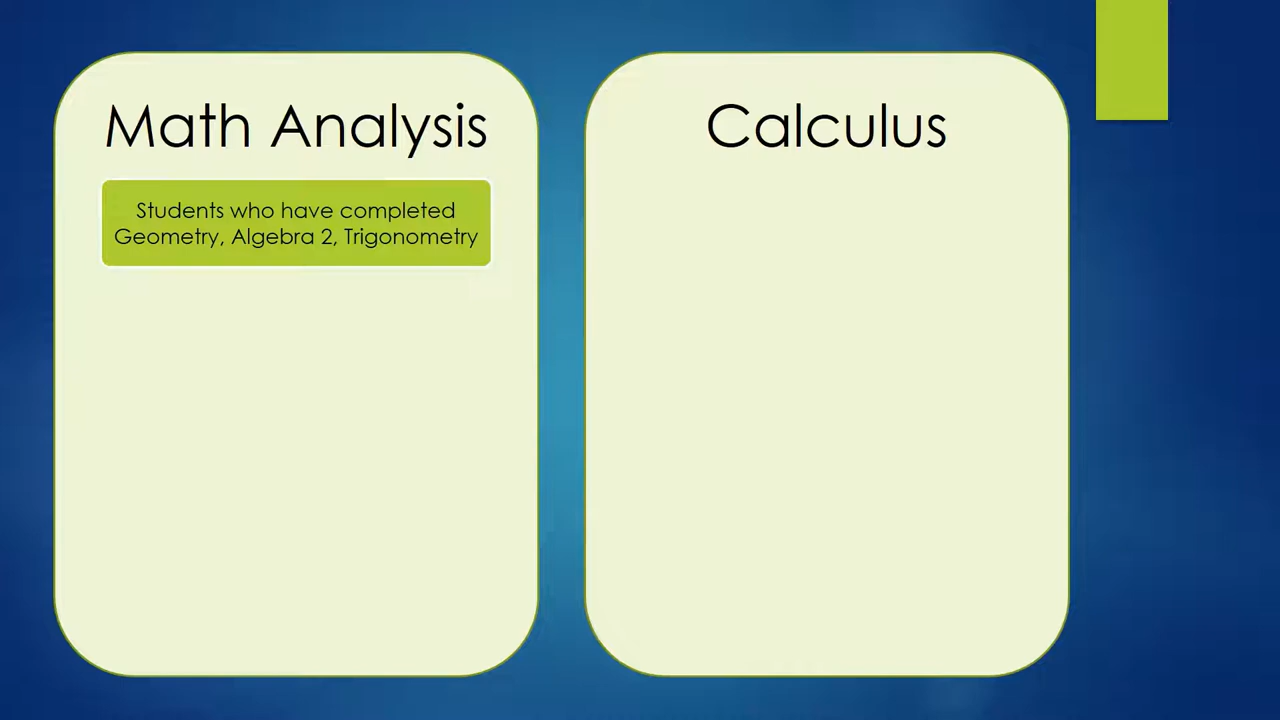 Math Analysis
Students who have completed
Geometry, Algebra 2, Trigonometry
Calculus